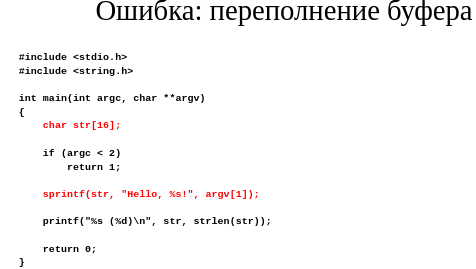 Ошибка: переполнение буфера
#include <stdio.h>
#include <string.h>
int main(int argc, char **argv)
{
char str[16];
if (argc < 2)
return 1;
sprintf(str, "Hello, %s!", argv[1]);
printf("%s (%d)\n", str, strlen(str));
return 0;
}